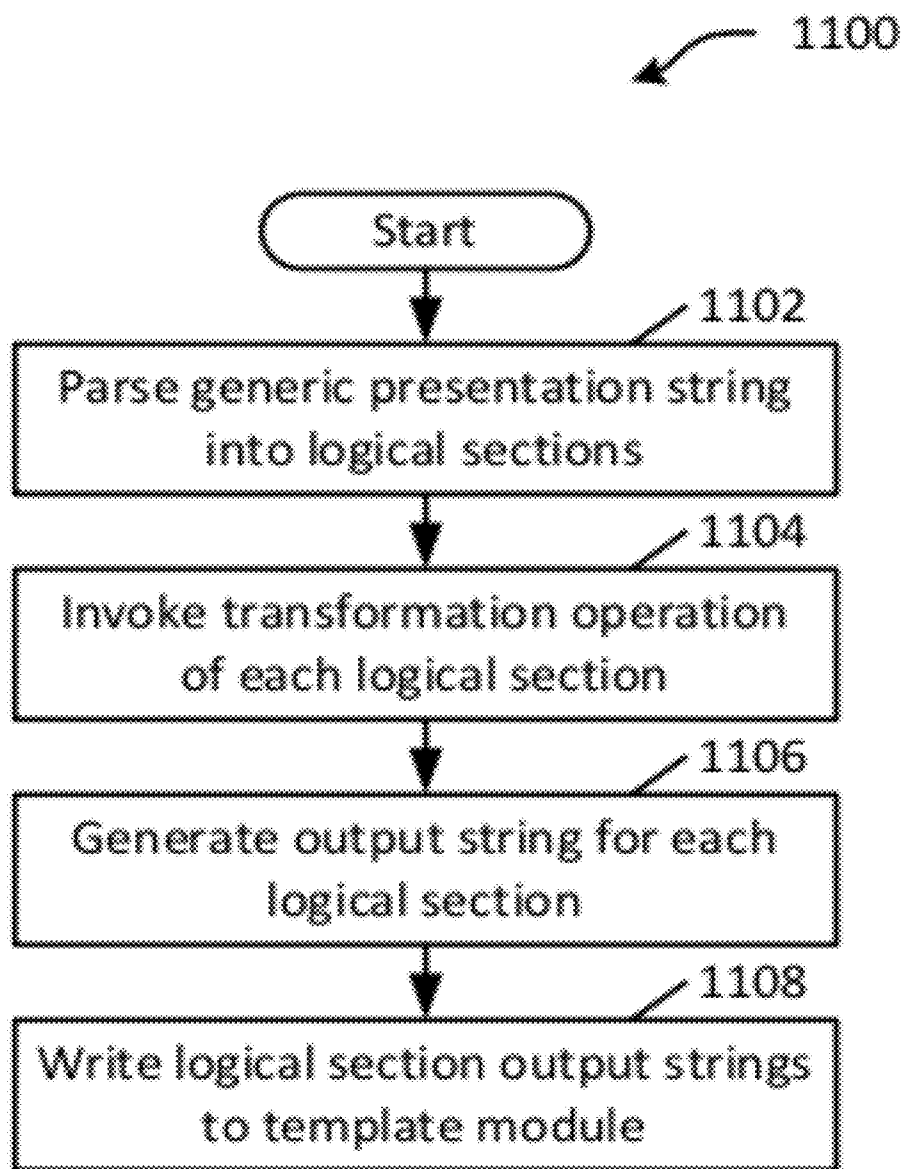 1100
Start
1102
Parse generic presentation string
into logical sections
1104
Invoke transformation operation
of each logical section
1106
Generate output string for each
logical section
1108
Write logical section output strings
to template module